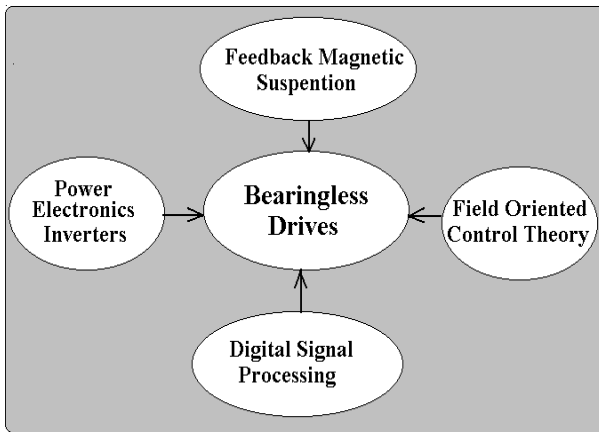 Feedback Magnetic
Suspention
Power
Electronics
Inverters
Bearingless
Drives
Field Oriented
Control Theory
Digital Signal
Processing